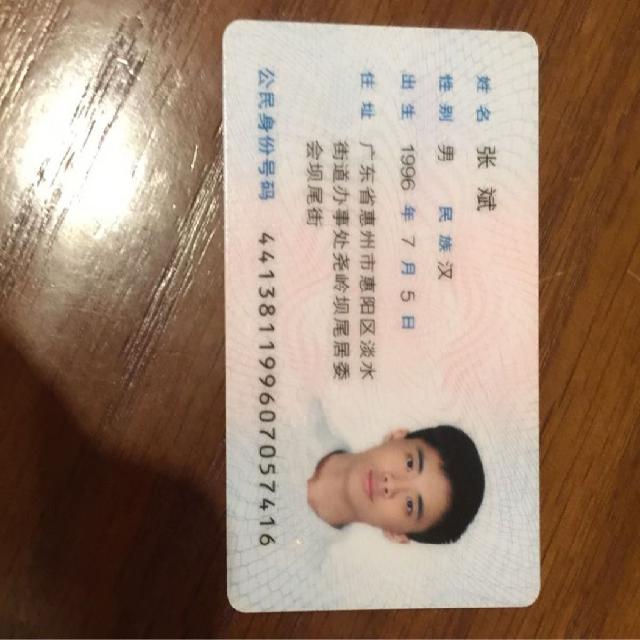 姓名 张斌
性别 男 民族 汉
出生 1996 年 7 月 5 日
住址 广东省惠州市惠阳区淡水
街道办事处尧岭坝尾居委
会坝尾街
公民身份号码 441381199607057416